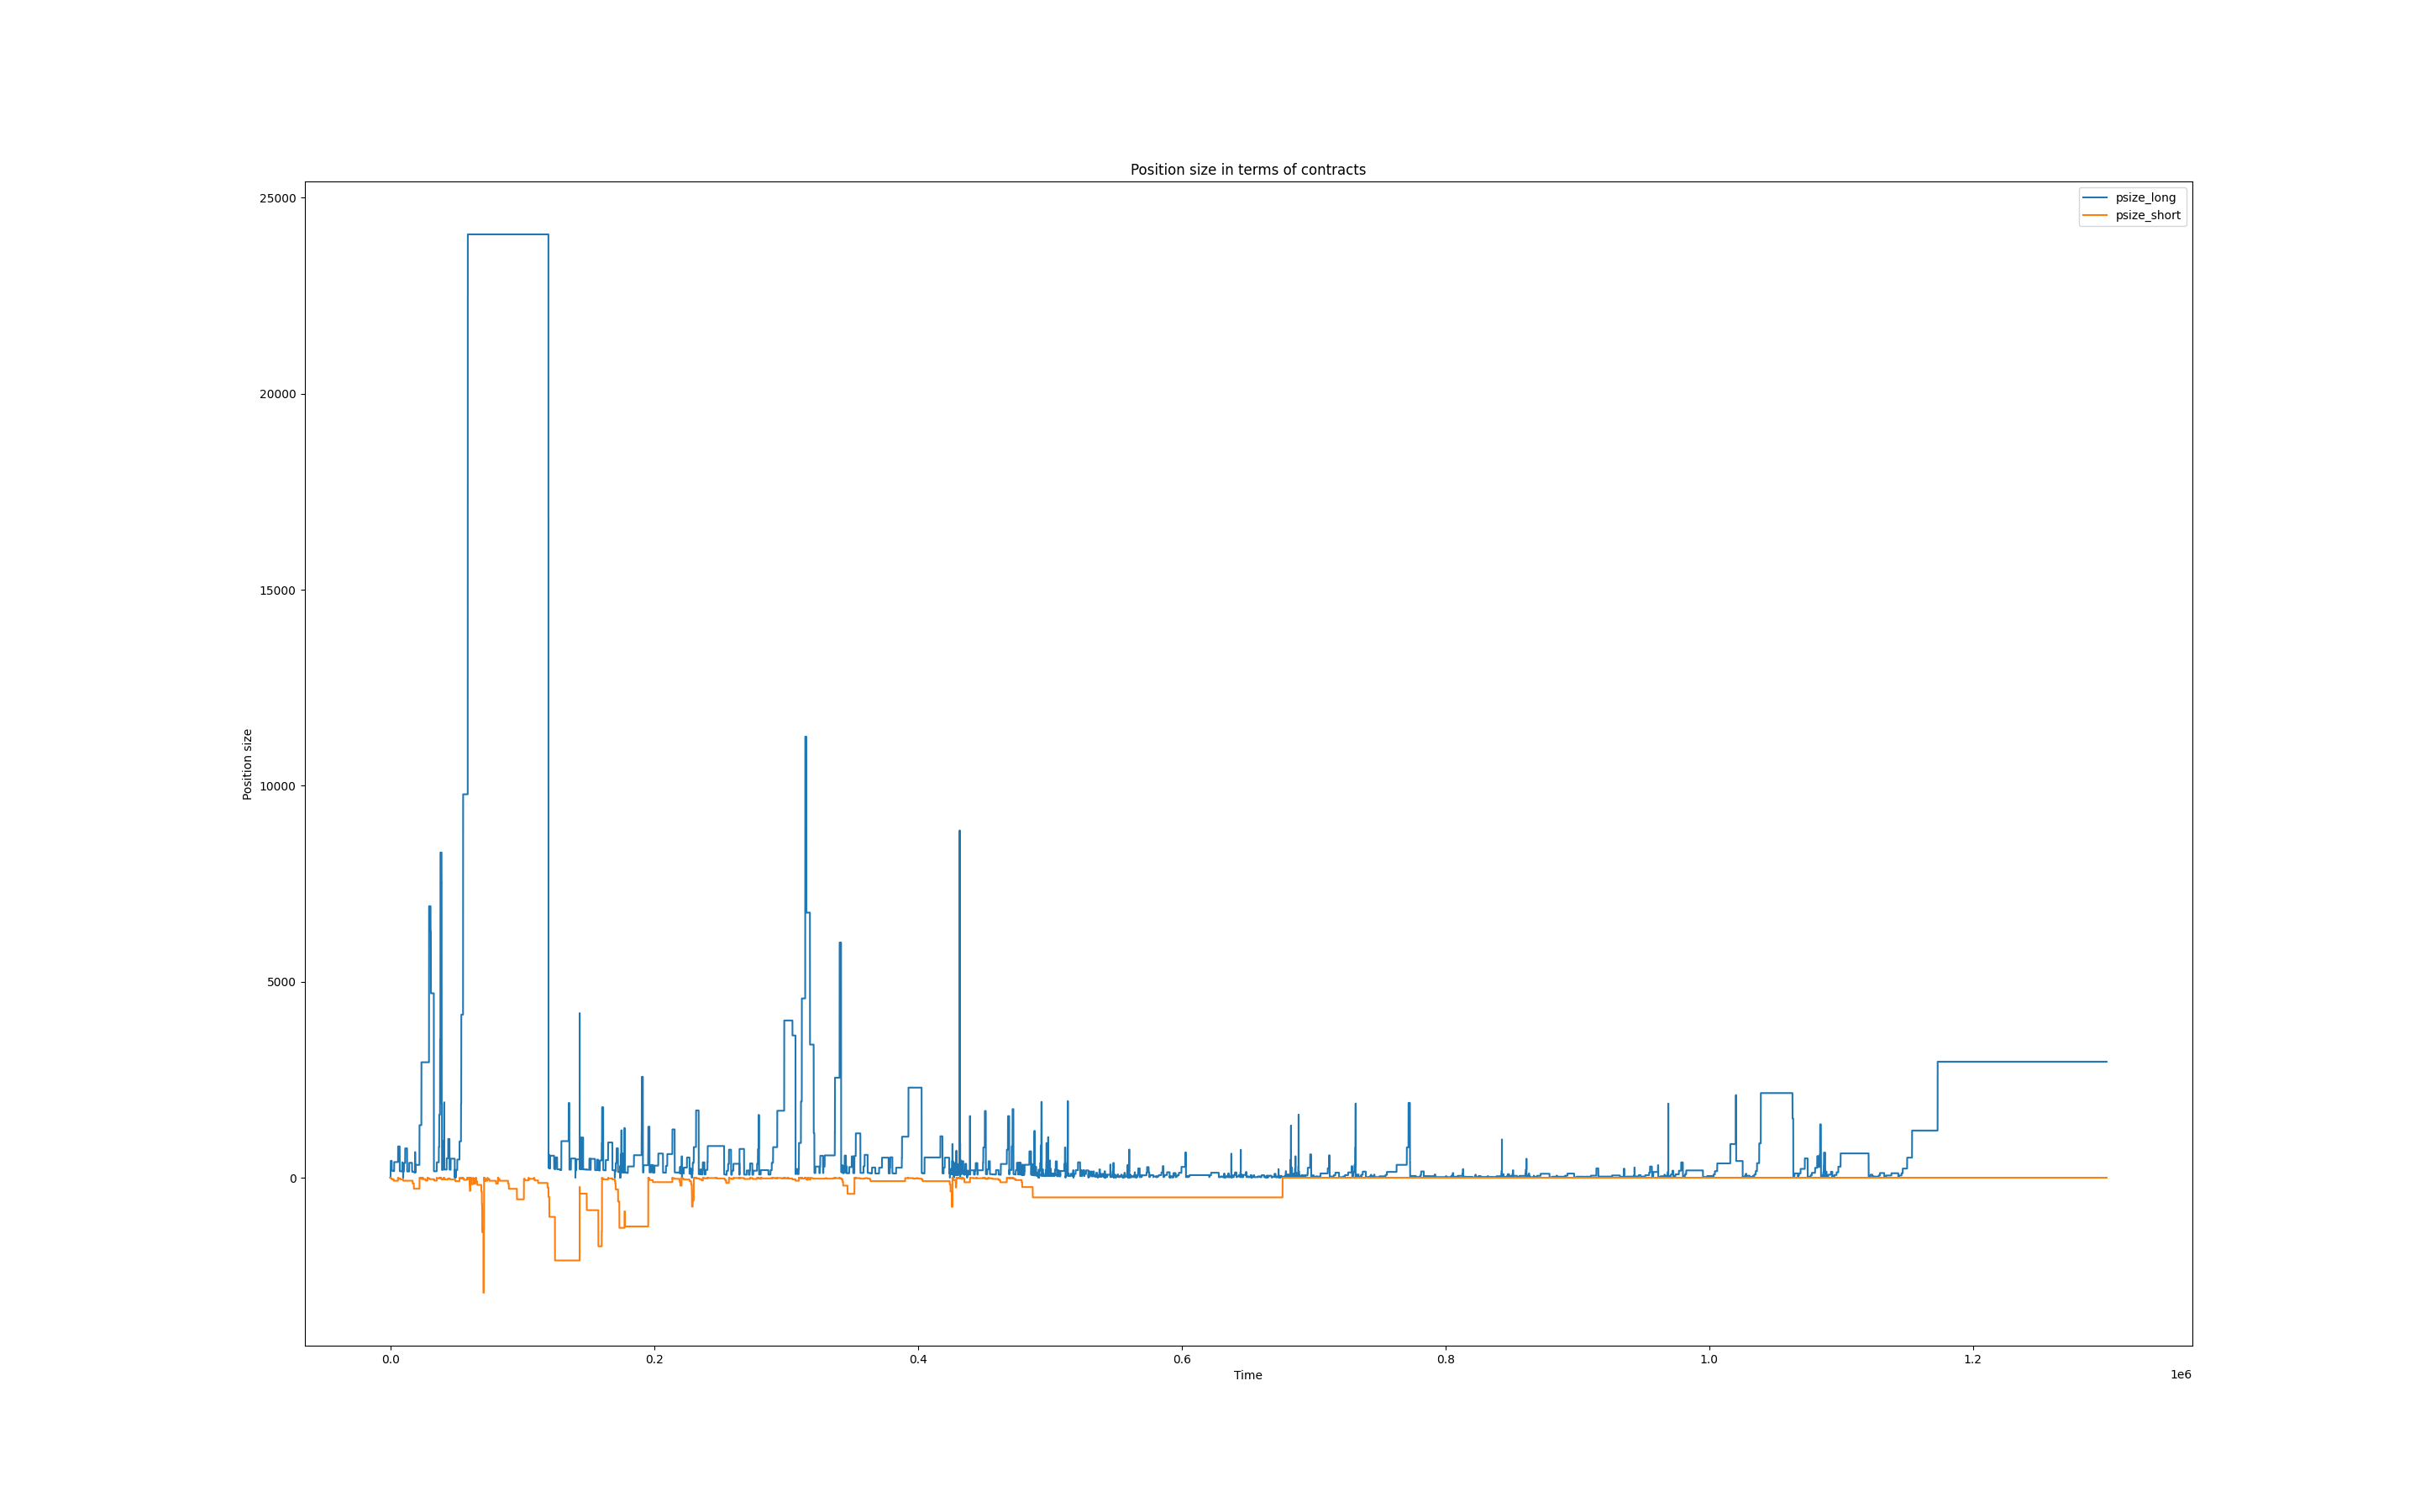 Position size in terms of contracts
psize_long
psize_short
Position size
25000
20000
15000
10000
5000
0
0.0 0.2 0.4 0.6 0.8 1.0 1.2
Time
1e6